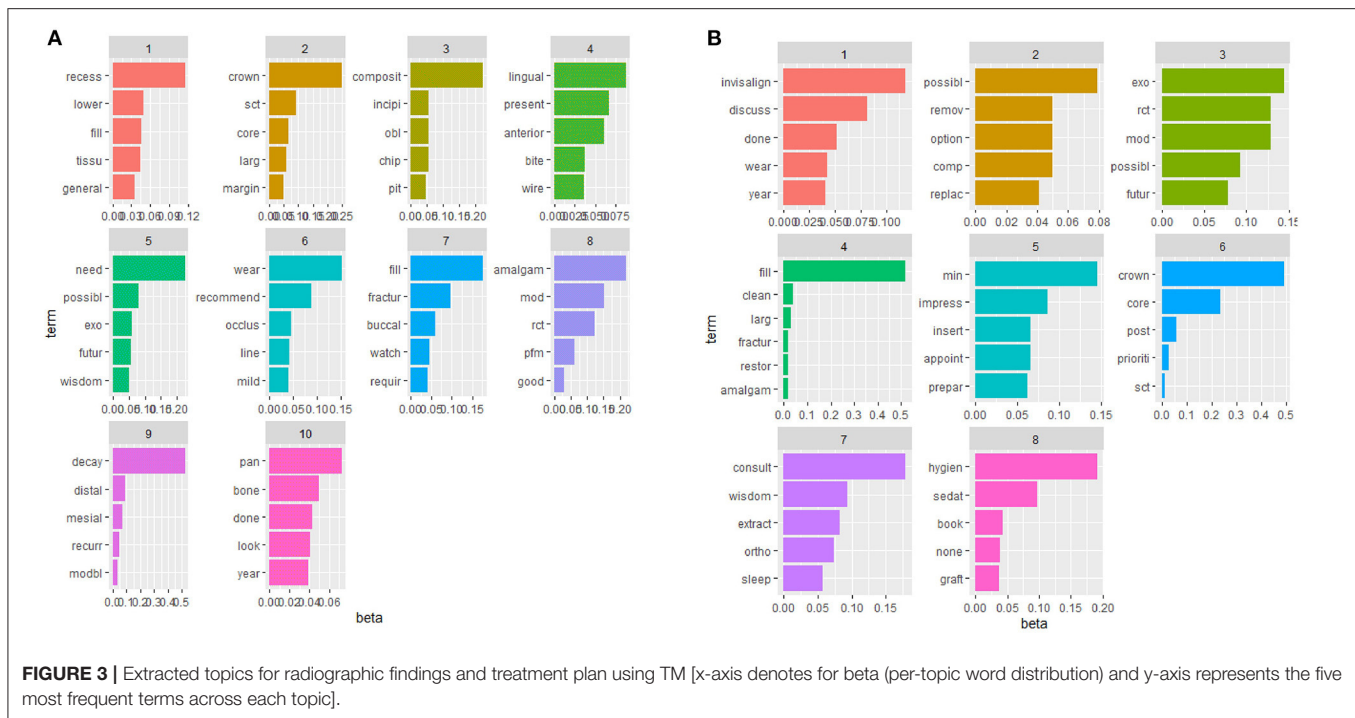 A
1
recess
lower
fill
tissu
general
0.00 0.03 0.06 0.09 0.12
2
crown
sct
core
larg
margin
0.00 0.05 0.10 0.15 0.20 0.25
3
composit
incipi
obl
chip
pit
0.00 0.05 0.10 0.15 0.20
4
lingual
present
anterior
bite
wire
0.000 0.025 0.050 0.075
5
need
possibl
exo
futur
wisdom
0.00 0.05 0.10 0.15 0.20
6
wear
recommend
occlus
line
mild
0.00 0.05 0.10 0.15
7
fill
fractur
buccal
watch
requir
0.00 0.05 0.10 0.15
8
amalgam
mod
rct
pfm
good
0.00 0.05 0.10 0.15 0.20
9
decay
distal
mesial
recurr
modbl
0.0 0.1 0.2 0.3 0.4 0.5
10
pan
bone
done
look
year
0.00 0.02 0.04 0.06
term
beta
B
1
invisalign
discuss
done
wear
year
0.000 0.025 0.050 0.075 0.100
2
possibl
remov
option
comp
replac
0.00 0.02 0.04 0.06 0.08
3
exo
rct
mod
possibl
futur
0.00 0.05 0.10 0.15
4
fill
clean
larg
fractur
restor
amalgam
0.0 0.1 0.2 0.3 0.4 0.5
5
min
impress
insert
appoint
prepar
0.00 0.05 0.10 0.15
6
crown
core
post
prioriti
sct
0.0 0.1 0.2 0.3 0.4 0.5
7
consult
wisdom
extract
ortho
sleep
0.00 0.05 0.10 0.15
8
hygien
sedat
book
none
graft
0.00 0.05 0.10 0.15 0.20
term
beta
FIGURE 3 | Extracted topics for radiographic findings and treatment plan using TM [x-axis denotes for beta (per-topic word distribution) and y-axis represents the five
most frequent terms across each topic].